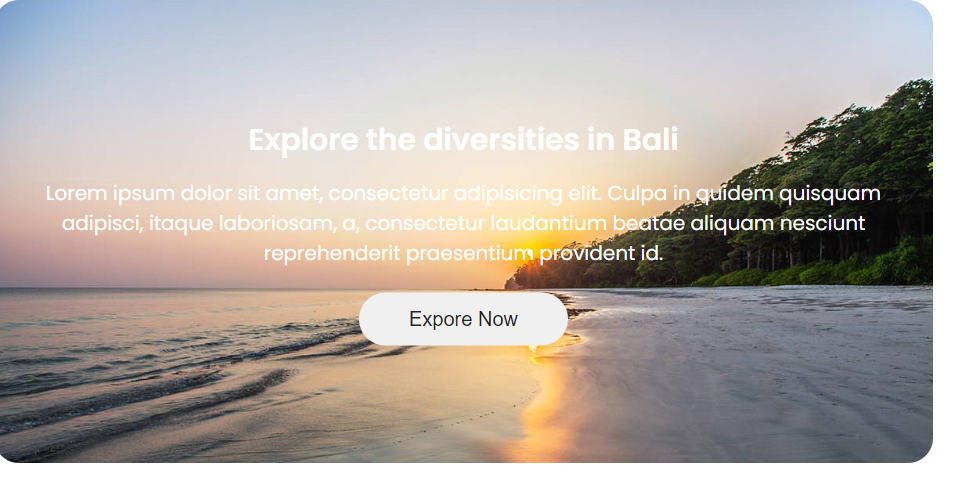 Explore the diversities in Bali
Lorem ipsum dolor sit amet, consectetur adipisicing elit. Culpa in quidem quisquam
adipisci, itaque laboriosam, a, consectetur laudantium beatae aliquam nesciunt
reprehenderit praesentium provident id.
Expore Now